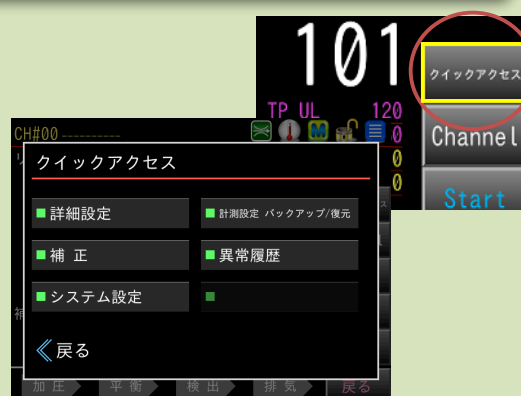 101
クイックアクセス
TP UL 120
0
0
0
Channel
Start
CH#00 ---------
リ
クイックアクセス
■詳細設定
■計測設定 バックアップ/復元
■補 正
■異常履歴
■システム設定
■
補
≪戻る
加 圧
平 衡
検 出
排 気
戻る